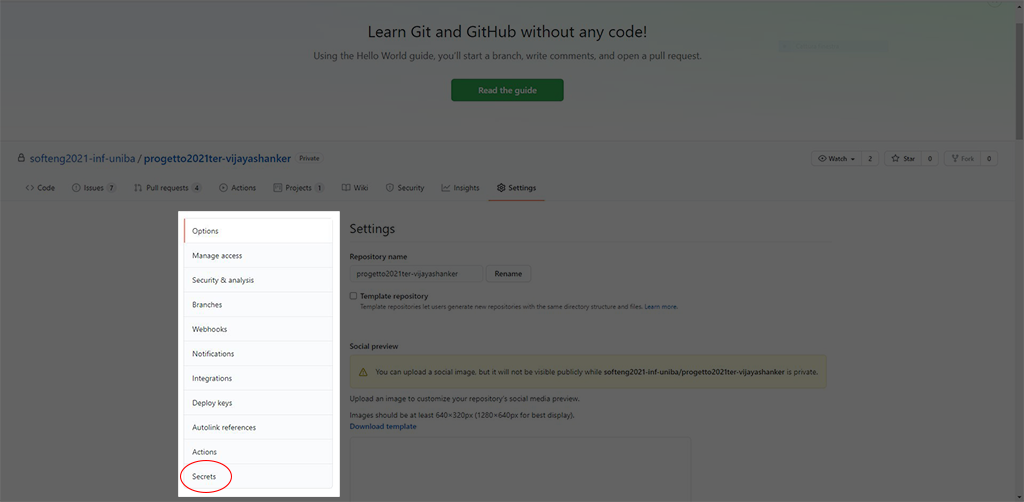 Learn Git and GitHub without any code!
Using the Hello World guide, you'll start a branch, write comments, and open a pull request.
Read the guide
softeng2021-inf-uniba / progetto2021ter-vijayashanker Private
Watch 2 Star 0 Fork 0
Code Issues 7 Pull requests 4 Actions Projects 1 Wiki Security Insights Settings
Options
Manage access
Security & analysis
Branches
Webhooks
Notifications
Integrations
Deploy keys
Autolink references
Actions
Secrets
Settings
Repository name
progetto2021ter-vijayashanker Rename
Template repository
Template repositories let users generate new repositories with the same directory structure and files. Learn more.
Social preview
You can upload a social image, but it will not be visible publicly while softeng2021-inf-uniba/progetto2021ter-vijayashanker is private.
Upload an image to customize your repository's social media preview.
Images should be at least 640×320px (1280×640px for best display).
Download template